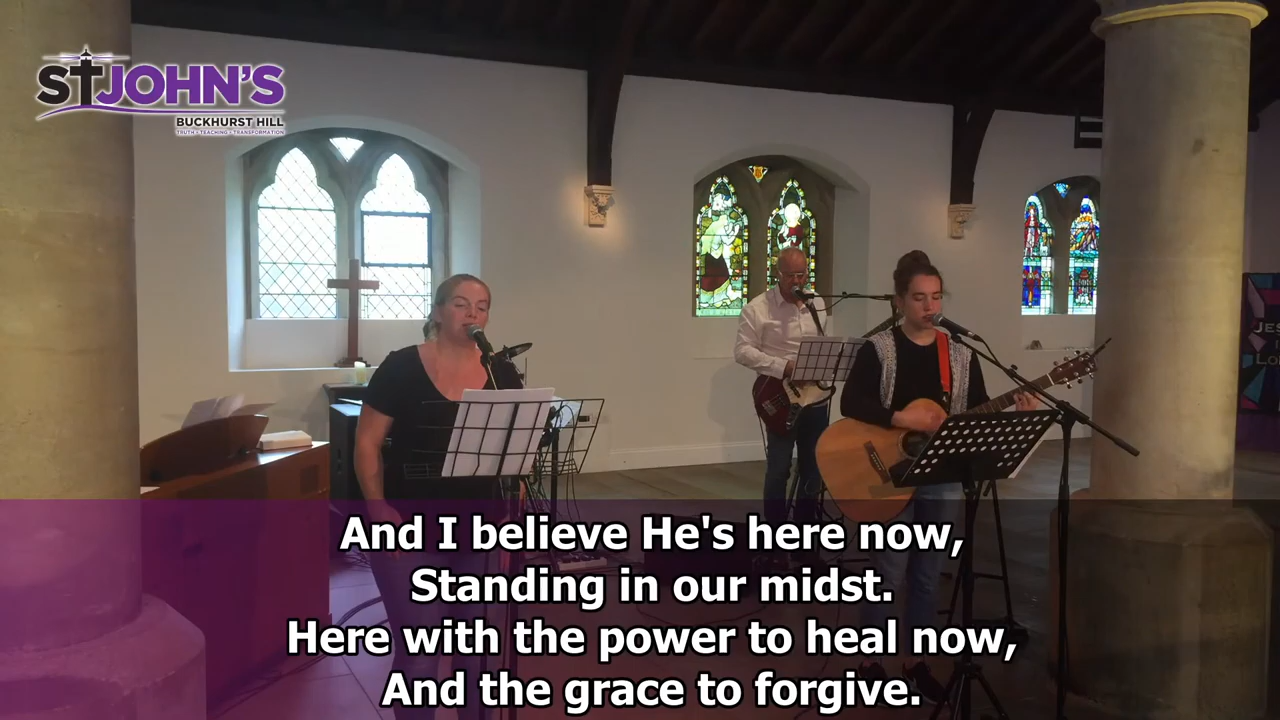 ST JOHN'S
BUCKHURST HILL
TRUTH • TEACHING • TRANSFORMATION
And I believe He's here now,
Standing in our midst.
Here with the power to heal now,
And the grace to forgive.